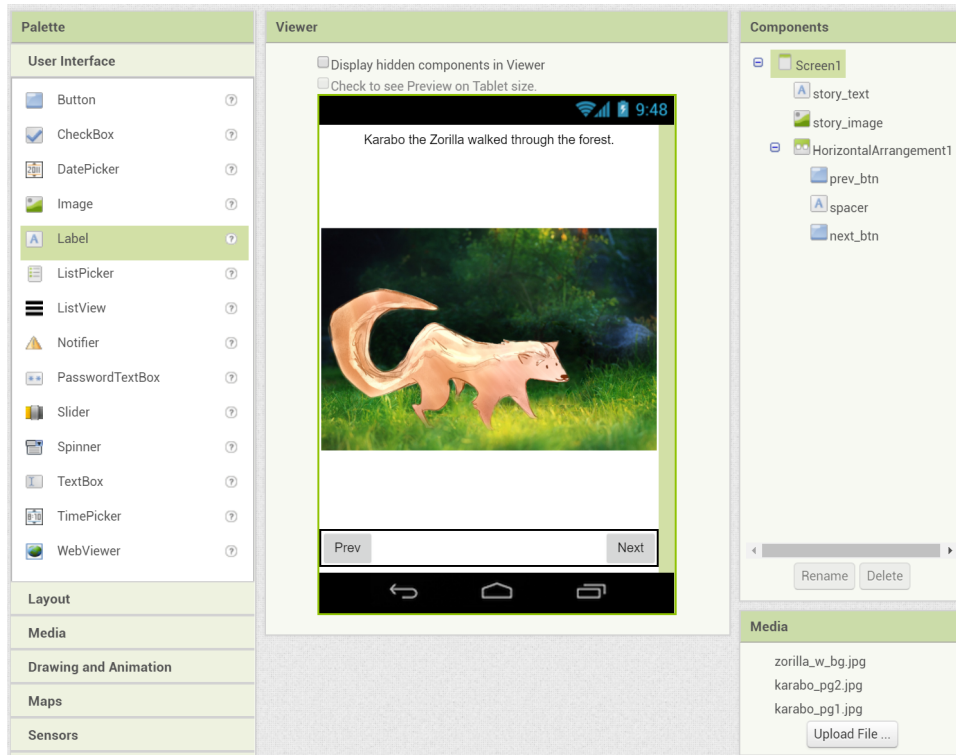 Palette
User Interface
Button
CheckBox
DatePicker
Image
Label
ListPicker
ListView
Notifier
PasswordTextBox
Slider
Spinner
TextBox
TimePicker
WebViewer
Layout
Media
Drawing and Animation
Maps
Sensors
Viewer
Display hidden components in Viewer
Check to see Preview on Tablet size.
9:48
Karabo the Zorilla walked through the forest.
Prev Next
Components
Screen1
story_text
story_image
HorizontalArrangement1
prev_btn
spacer
next_btn
Rename Delete
Media
zorilla_w_bg.jpg
karabo_pg2.jpg
karabo_pg1.jpg
Upload File ...